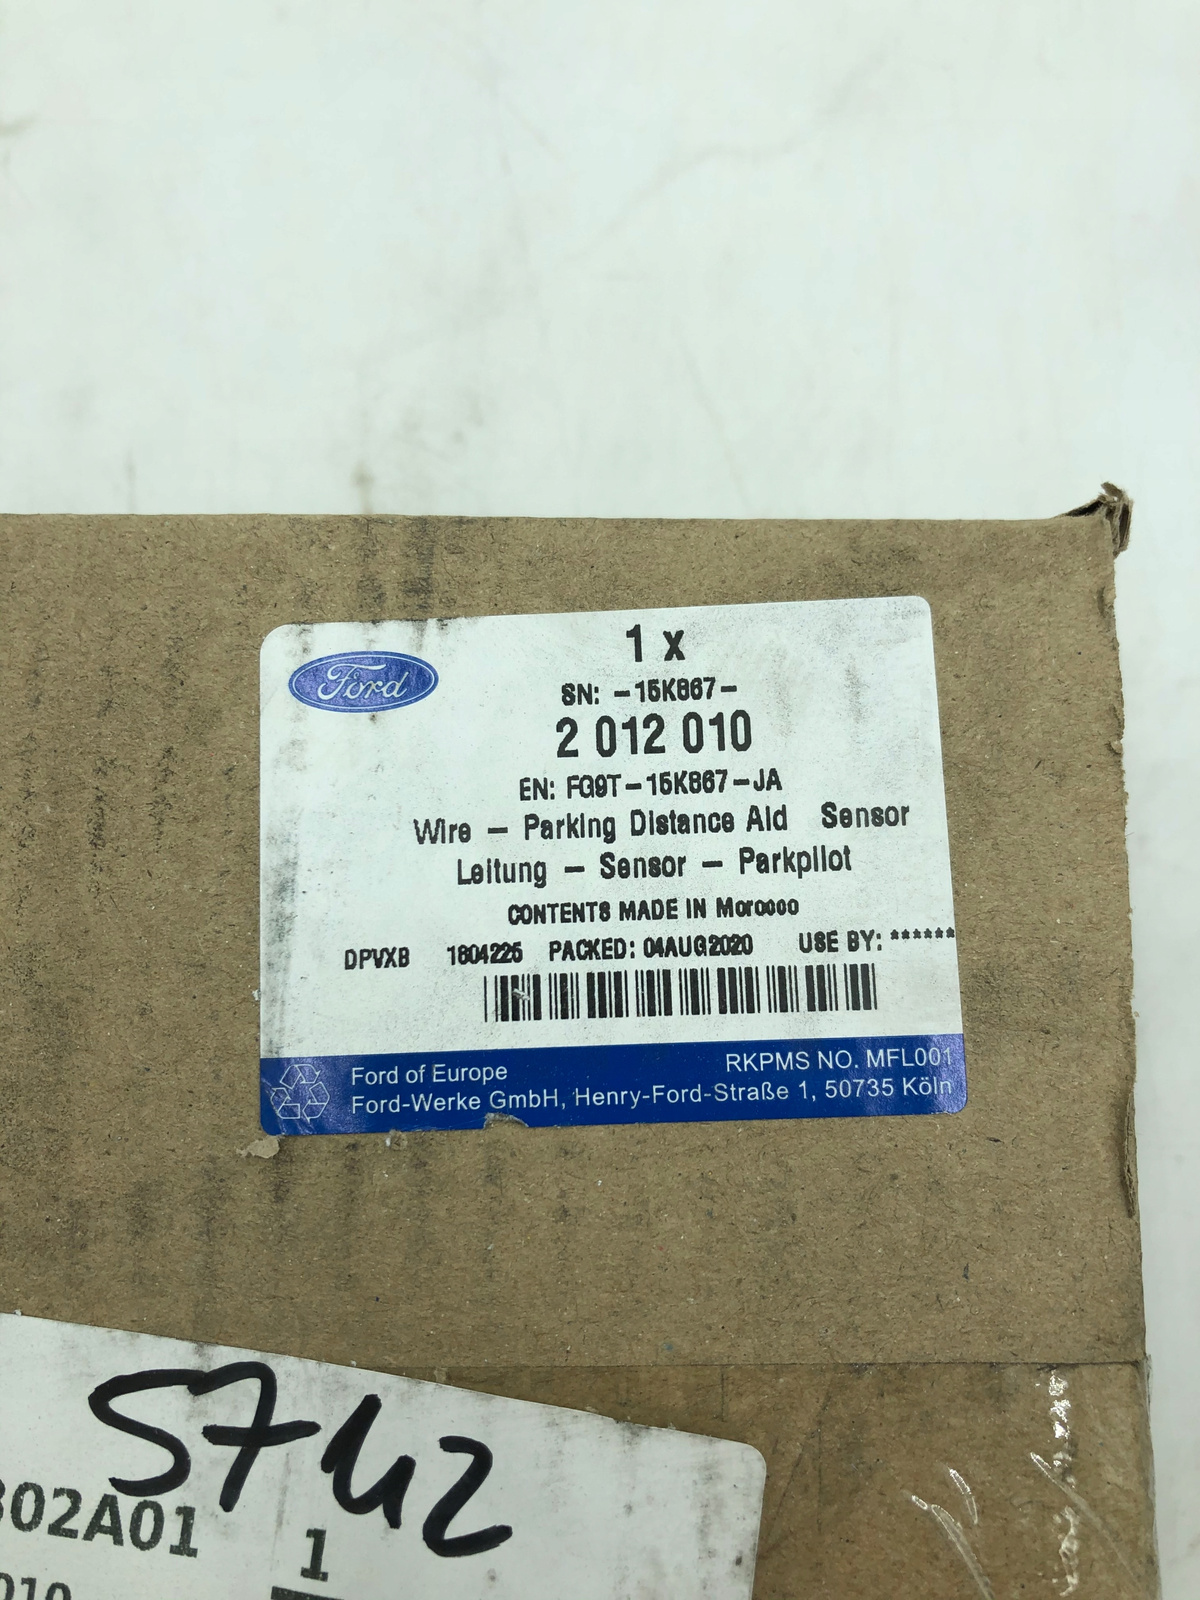 Ford
1 x
SN: -15K867-
2 012 010
EN: FG9T-15K867-JA
Wire - Parking Distance Aid Sensor
Leitung - Sensor - Parkpilot
CONTENTS MADE IN Morocco
DPVXB 1804225 PACKED: 04AUG2020 USE BY: ******
Ford of Europe RKPMS NO. MFL001
Ford-Werke GmbH, Henry-Ford-Straße 1, 50735 Köln
5742
302A01
1
010